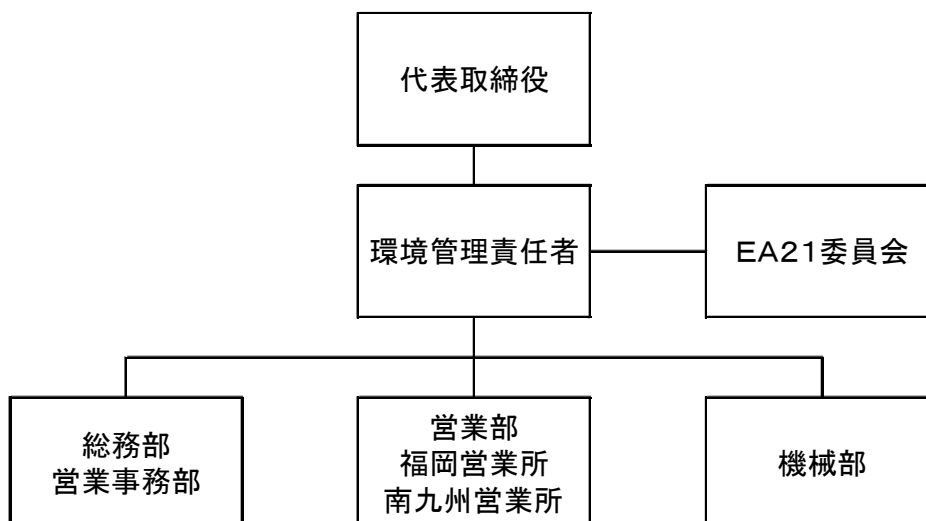 代表取締役
環境管理責任者
EA21委員会
総務部
営業事務部
営業部
福岡営業所
南九州営業所
機械部